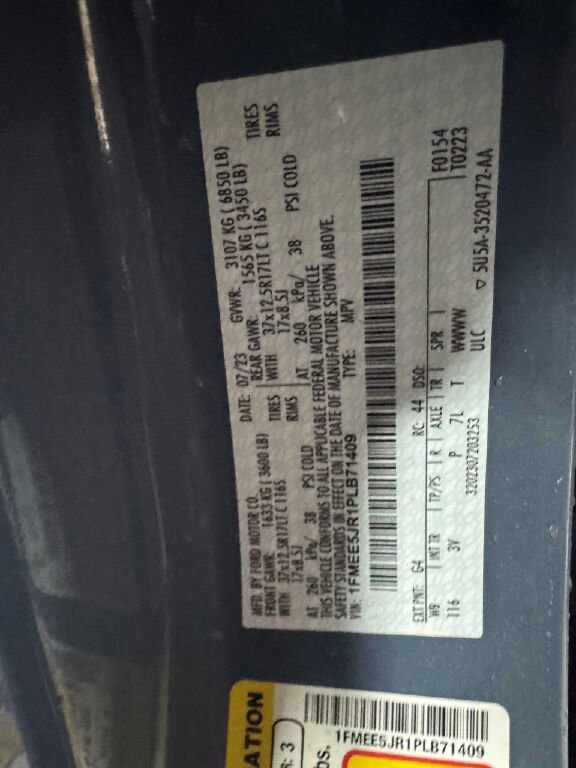 MFD. BY FORD MOTOR CO.
DATE: 07/23 GVWR: 3107 KG ( 6850 LB)
FRONT GAWR: 1633 KG ( 3600 LB) REAR GAWR: 1565 KG ( 3450 LB)
WITH 37x12.5R17LT C 116S TIRES WITH 37x12.5R17LT C 116S TIRES
17x8.5J RIMS 17x8.5J RIMS
AT 260 kPa/ 38 PSI COLD AT 260 kPa/ 38 PSI COLD
THIS VEHICLE CONFORMS TO ALL APPLICABLE FEDERAL MOTOR VEHICLE
SAFETY STANDARDS IN EFFECT ON THE DATE OF MANUFACTURE SHOWN ABOVE.
VIN: 1FMEE5JR1PLB71409 TYPE: MPV
EXT PNT: G4 RC: 44 DSO: F0154
WB INT TR TP/PS R AXLE TR SPR T0223
116 3V P 7L T WWWW
3202307203253 ULC
▽ 5U5A-3520472-AA
ATION
R: 3
bs.
1FMEE5JR1PLB71409